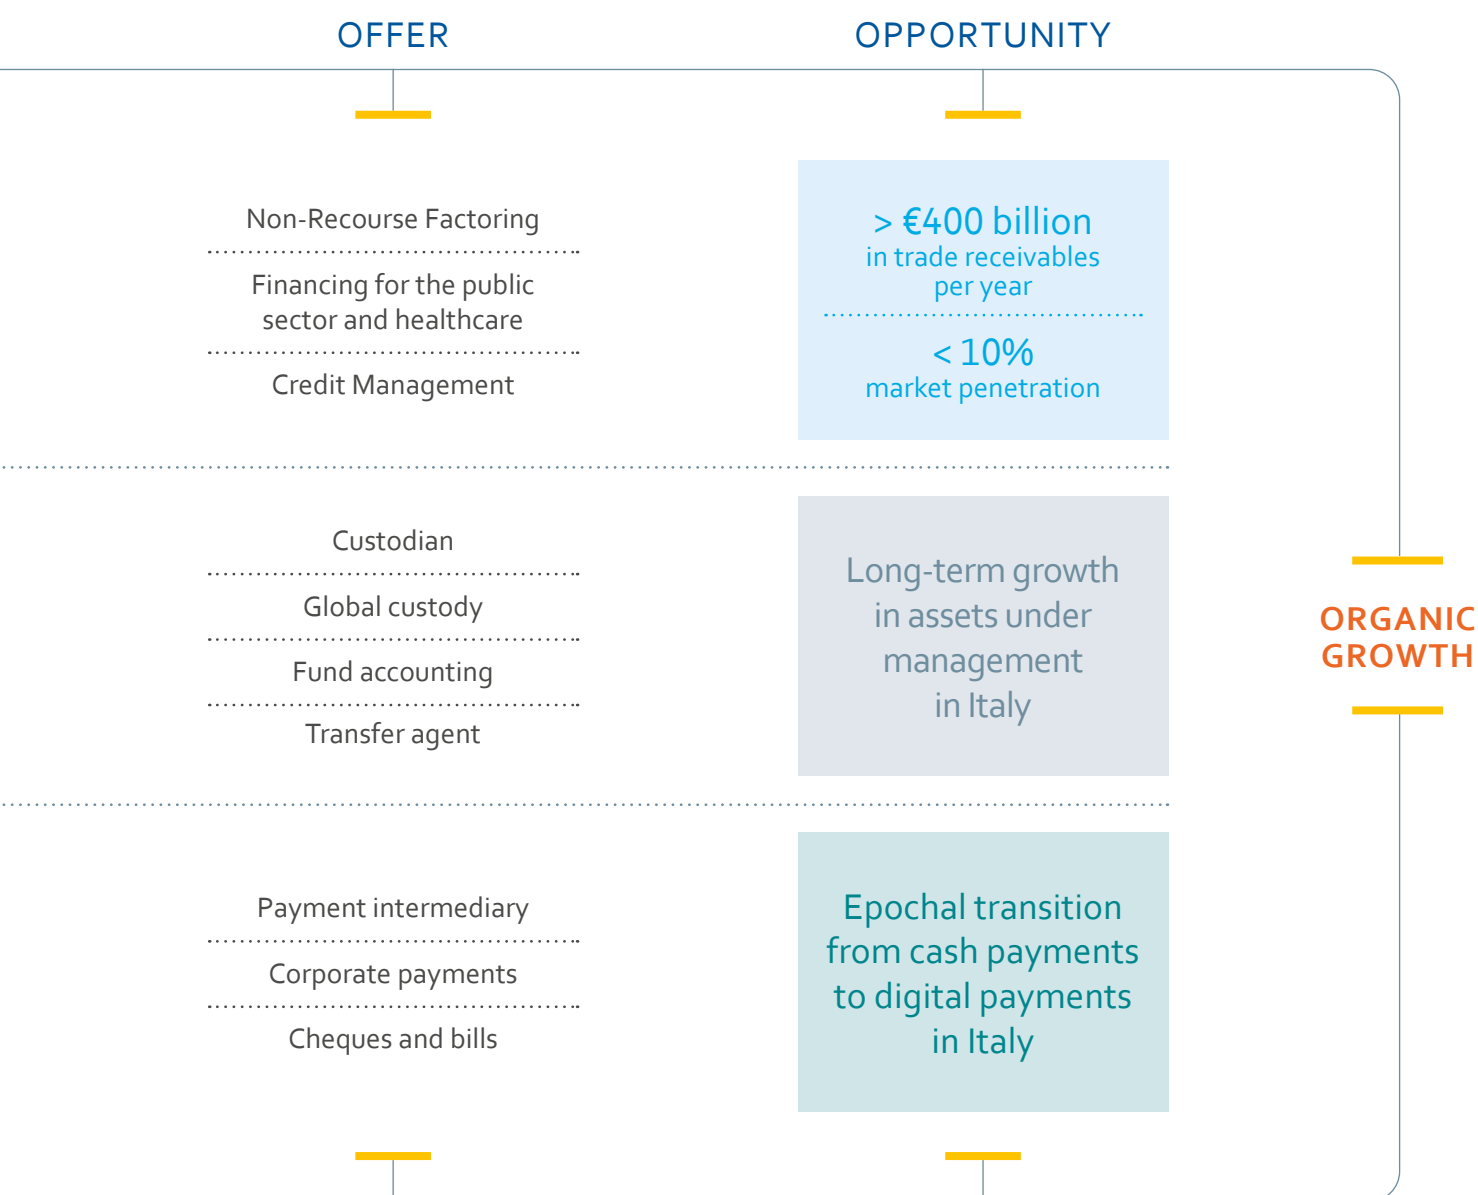 OFFER
OPPORTUNITY
Non-Recourse Factoring
Financing for the public
sector and healthcare
Credit Management
> €400 billion
in trade receivables
per year
< 10%
market penetration
Custodian
Global custody
Fund accounting
Transfer agent
Long-term growth
in assets under
management
in Italy
ORGANIC
GROWTH
Payment intermediary
Corporate payments
Cheques and bills
Epochal transition
from cash payments
to digital payments
in Italy